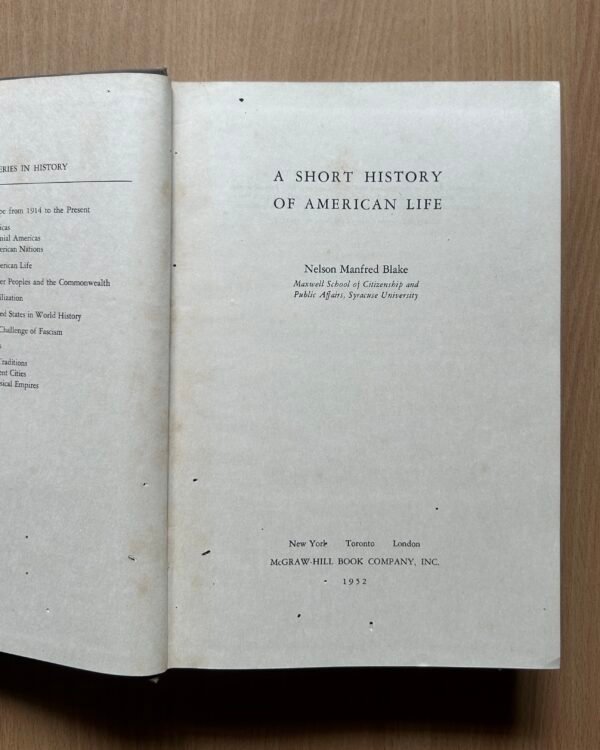 ERIES IN HISTORY
pe from 1914 to the Present
icas
nial Americas
erican Nations
erican Life
er Peoples and the Commonwealth
ilization
ed States in World History
Challenge of Fascism
s
Traditions
ent Cities
sical Empires
A SHORT HISTORY
OF AMERICAN LIFE
Nelson Manfred Blake
Maxwell School of Citizenship and
Public Affairs, Syracuse University
New York Toronto London
McGRAW-HILL BOOK COMPANY, INC.
1952